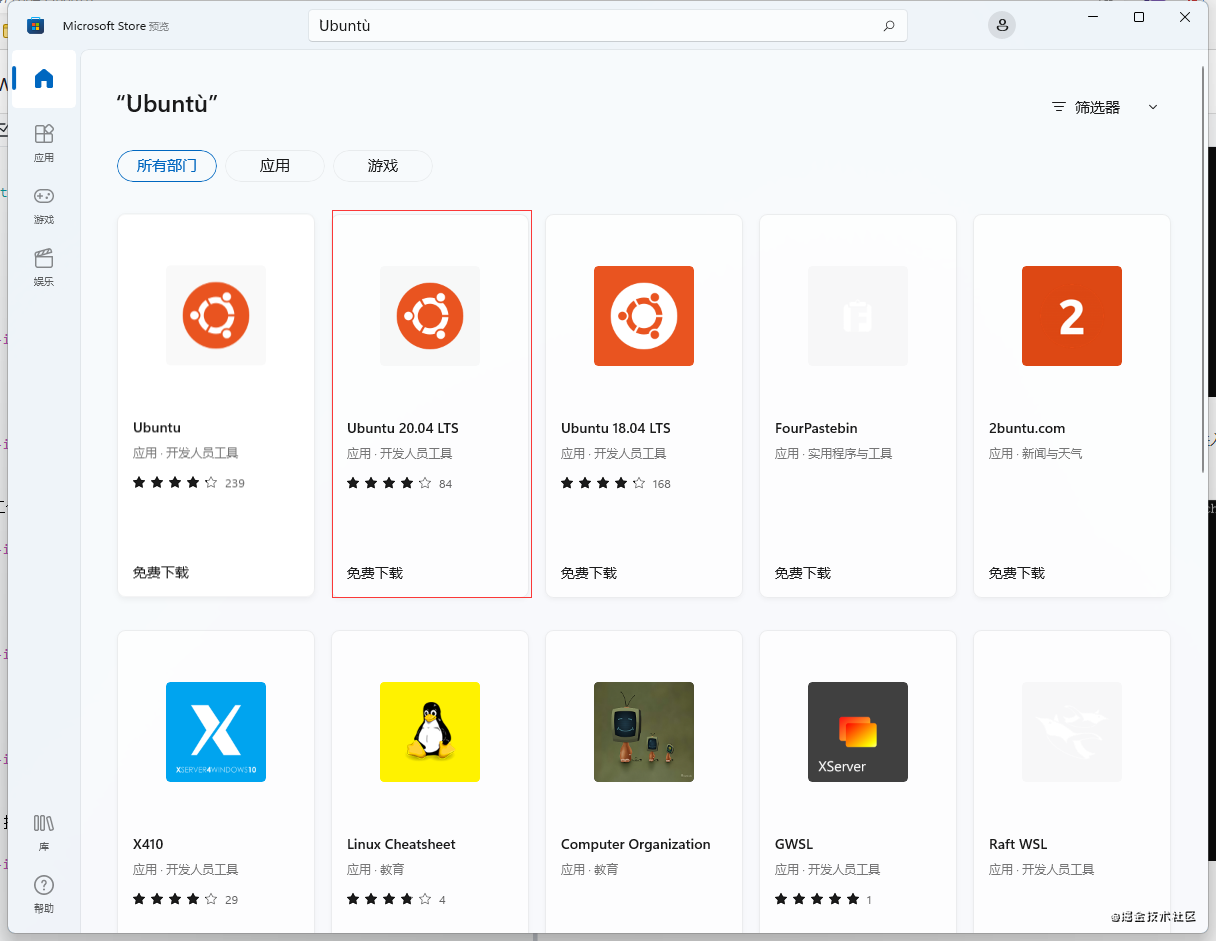 Microsoft Store 预览
Ubuntù
“Ubuntù”
筛选器
所有部门
应用
游戏
应用
游戏
娱乐
库
帮助
Ubuntu
应用 · 开发人员工具
239
免费下载
Ubuntu 20.04 LTS
应用 · 开发人员工具
84
免费下载
Ubuntu 18.04 LTS
应用 · 开发人员工具
168
免费下载
FourPastebin
应用 · 实用程序与工具
免费下载
2
2buntu.com
应用 · 新闻与天气
免费下载
X
XSERVER4WINDOWS10
X410
应用 · 开发人员工具
29
Linux Cheatsheet
应用 · 教育
4
Computer Organization
应用 · 教育
XServer
GWSL
应用 · 开发人员工具
1
Raft WSL
应用 · 开发人员工具
@掘金技术社区